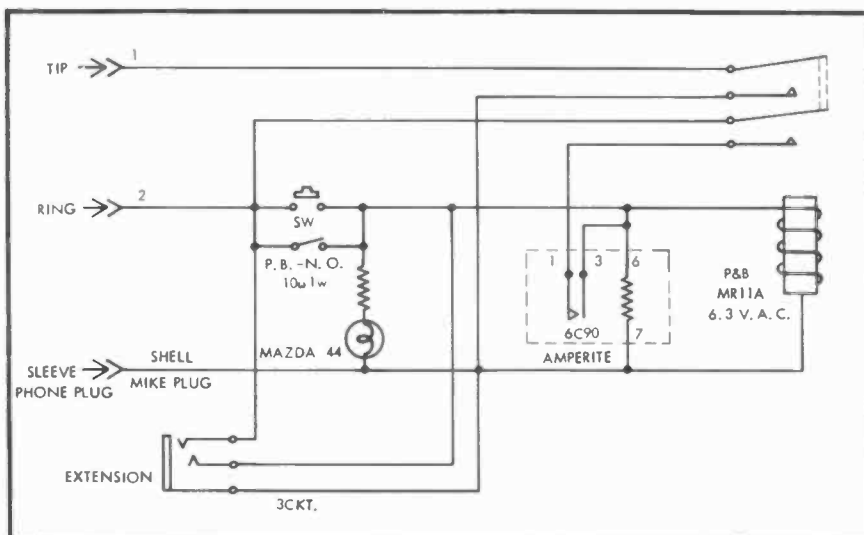 TIP
1
RING
2
SW
P.B.-N.O.
10ω 1w
MAZDA 44
1
3
6
7
6C90
AMPERITE
P&B
MR11A
6.3 V.A.C.
SLEEVE
PHONE PLUG
SHELL
MIKE PLUG
EXTENSION
3CKT.